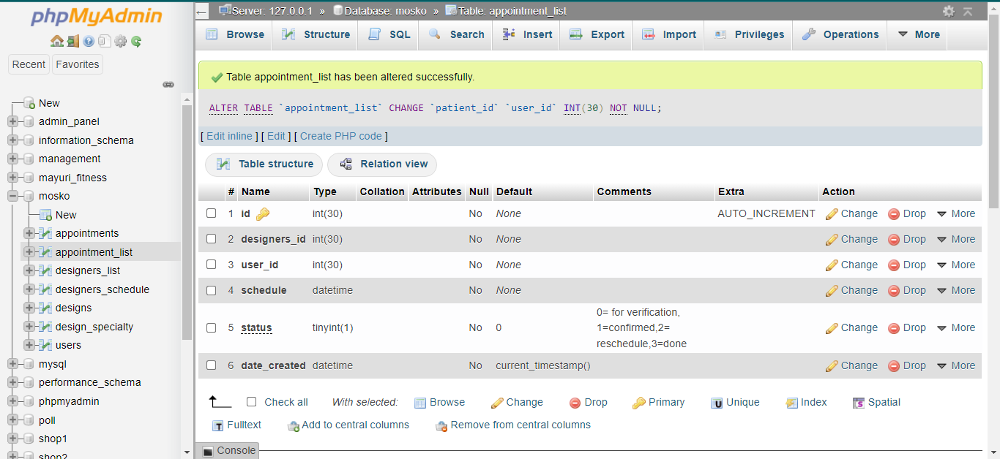 phpMyAdmin
Recent Favorites
New
admin_panel
information_schema
management
mayuri_fitness
mosko
New
appointments
appointment_list
designers_list
designers_schedule
designs
design_specialty
users
mysql
performance_schema
phpmyadmin
poll
shop1
shop2
Server: 127.0.0.1 » Database: mosko » Table: appointment_list
Browse Structure SQL Search Insert Export Import Privileges Operations More
Table appointment_list has been altered successfully.
ALTER TABLE `appointment_list` CHANGE `patient_id` `user_id` INT(30) NOT NULL;
[ Edit inline ] [ Edit ] [ Create PHP code ]
Table structure Relation view
# Name Type Collation Attributes Null Default Comments Extra Action
1 id int(30) No None AUTO_INCREMENT Change Drop More
2 designers_id int(30) No None Change Drop More
3 user_id int(30) No None Change Drop More
4 schedule datetime No None Change Drop More
5 status tinyint(1) No 0 0= for verification,
1=confirmed,2=
reschedule,3=done
Change Drop More
6 date_created datetime No current_timestamp() Change Drop More
Check all With selected: Browse Change Drop Primary Unique Index Spatial
Fulltext Add to central columns Remove from central columns
Console